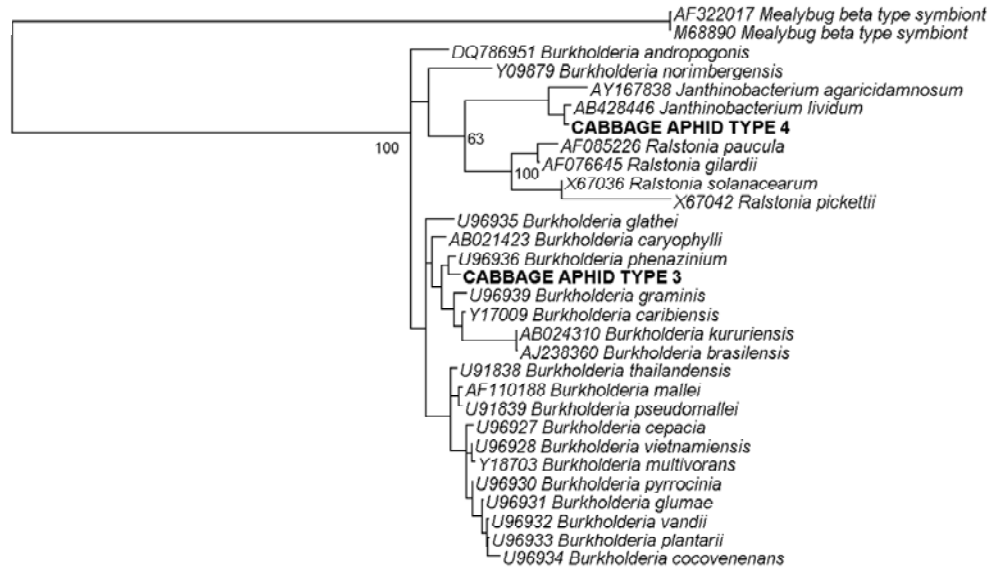 AF322017 Mealybug beta type symbiont
M68890 Mealybug beta type symbiont
DQ786951 Burkholderia andropogonis
Y09879 Burkholderia norimbergensis
AY167838 Janthinobacterium agaricidamnosum
AB428446 Janthinobacterium lividum
CABBAGE APHID TYPE 4
63
100
AF085226 Ralstonia paucula
AF076645 Ralstonia gilardii
100
X67036 Ralstonia solanacearum
X67042 Ralstonia pickettii
U96935 Burkholderia glathei
AB021423 Burkholderia caryophylli
U96936 Burkholderia phenazinium
CABBAGE APHID TYPE 3
U96939 Burkholderia graminis
Y17009 Burkholderia caribiensis
AB024310 Burkholderia kururiensis
AJ238360 Burkholderia brasilensis
U91838 Burkholderia thailandensis
AF110188 Burkholderia mallei
U91839 Burkholderia pseudomallei
U96927 Burkholderia cepacia
U96928 Burkholderia vietnamiensis
Y18703 Burkholderia multivorans
U96930 Burkholderia pyrrocinia
U96931 Burkholderia glumae
U96932 Burkholderia vandii
U96933 Burkholderia plantarii
U96934 Burkholderia cocovenenans